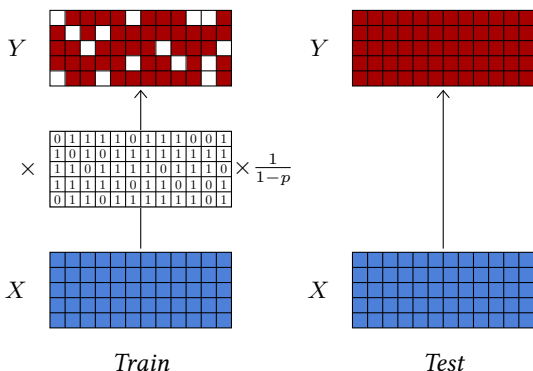 Y Y
0 1 1 1 1 0 1 1 1 0 0 1
1 0 1 0 1 1 1 1 1 1 1 1
× 1 1 0 1 1 1 1 0 1 1 1 0 × 1/(1−p)
1 1 1 1 1 0 1 1 0 1 0 1
0 1 1 0 1 1 1 1 1 1 0 1
X X
Train Test